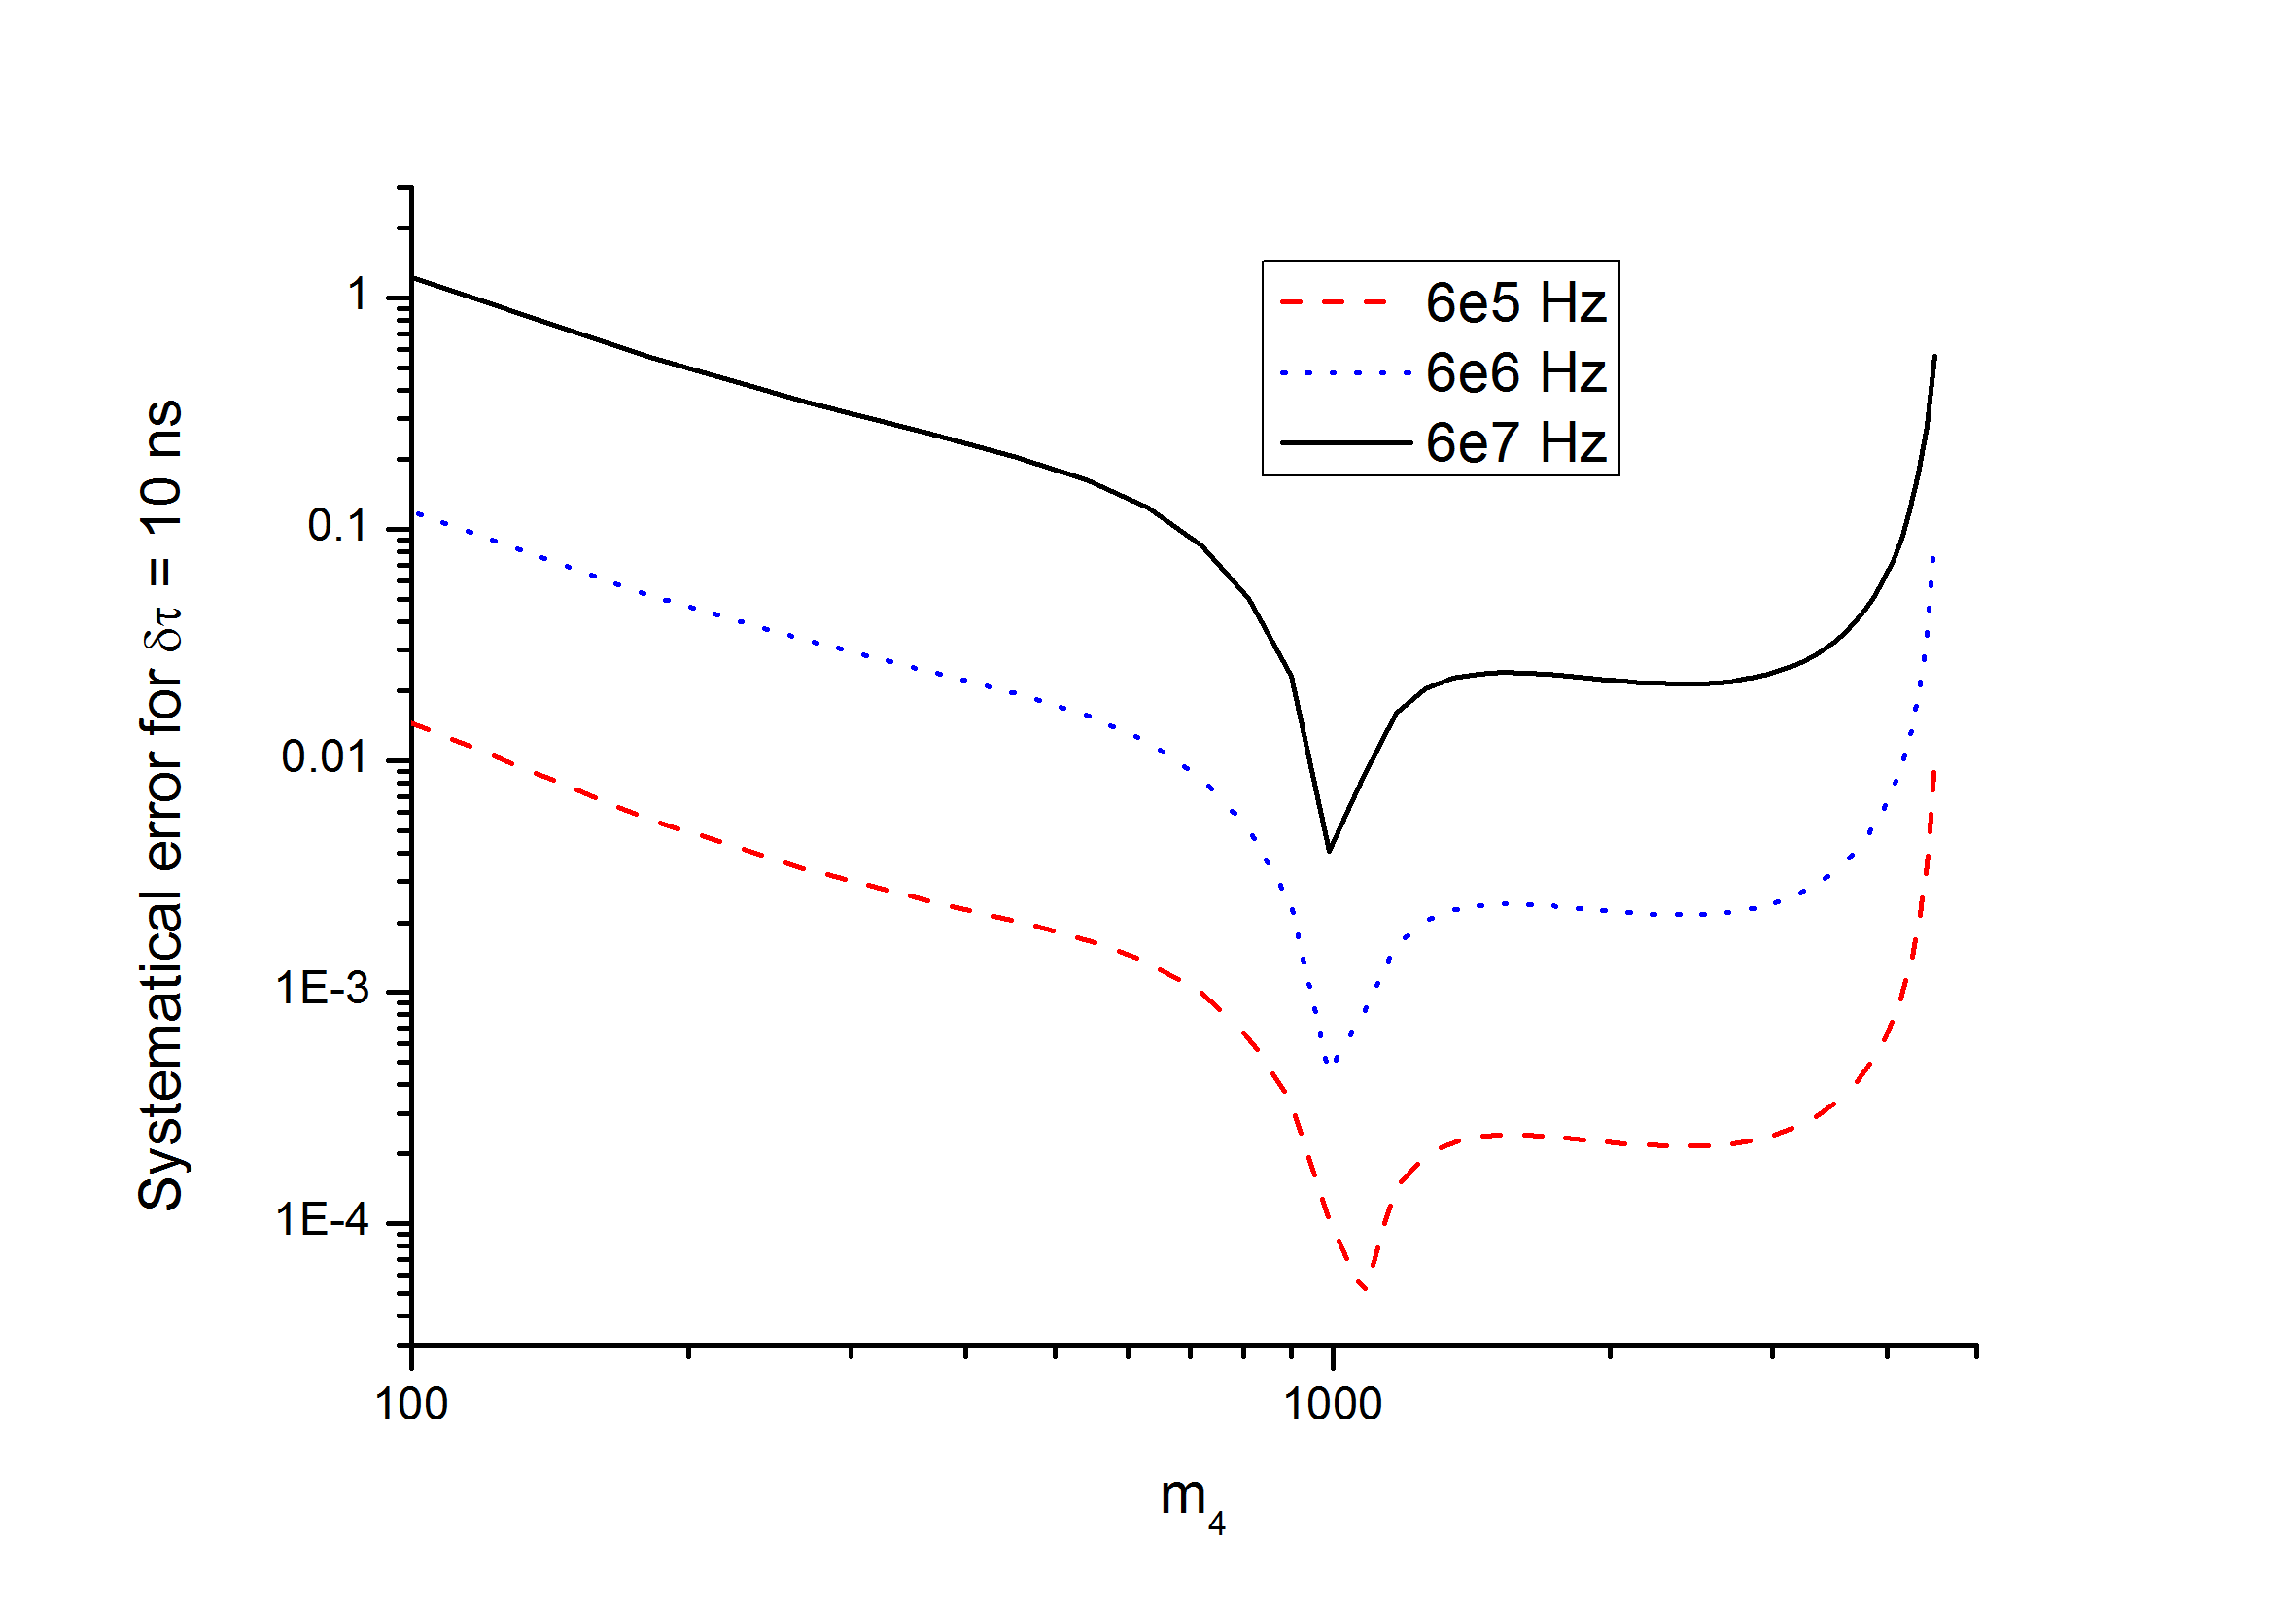 6e5 Hz
6e6 Hz
6e7 Hz
Systematical error for δτ = 10 ns
1
0.1
0.01
1E-3
1E-4
100
1000
m₄